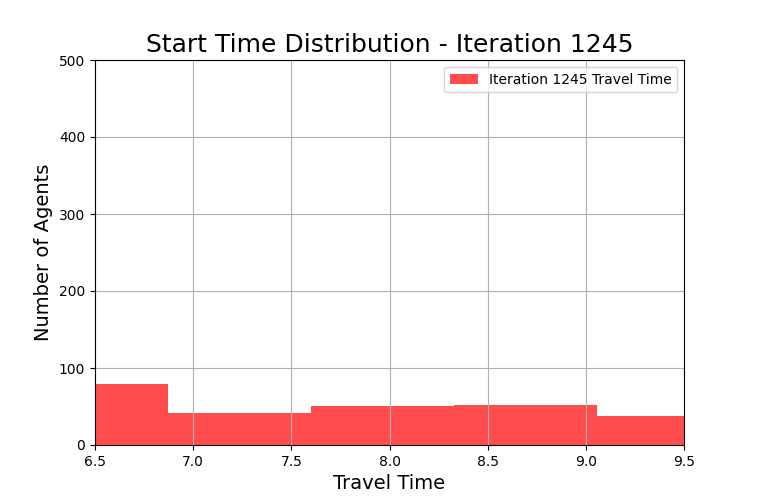 Start Time Distribution - Iteration 1245
Iteration 1245 Travel Time
Number of Agents
500
400
300
200
100
0
6.5 7.0 7.5 8.0 8.5 9.0 9.5
Travel Time